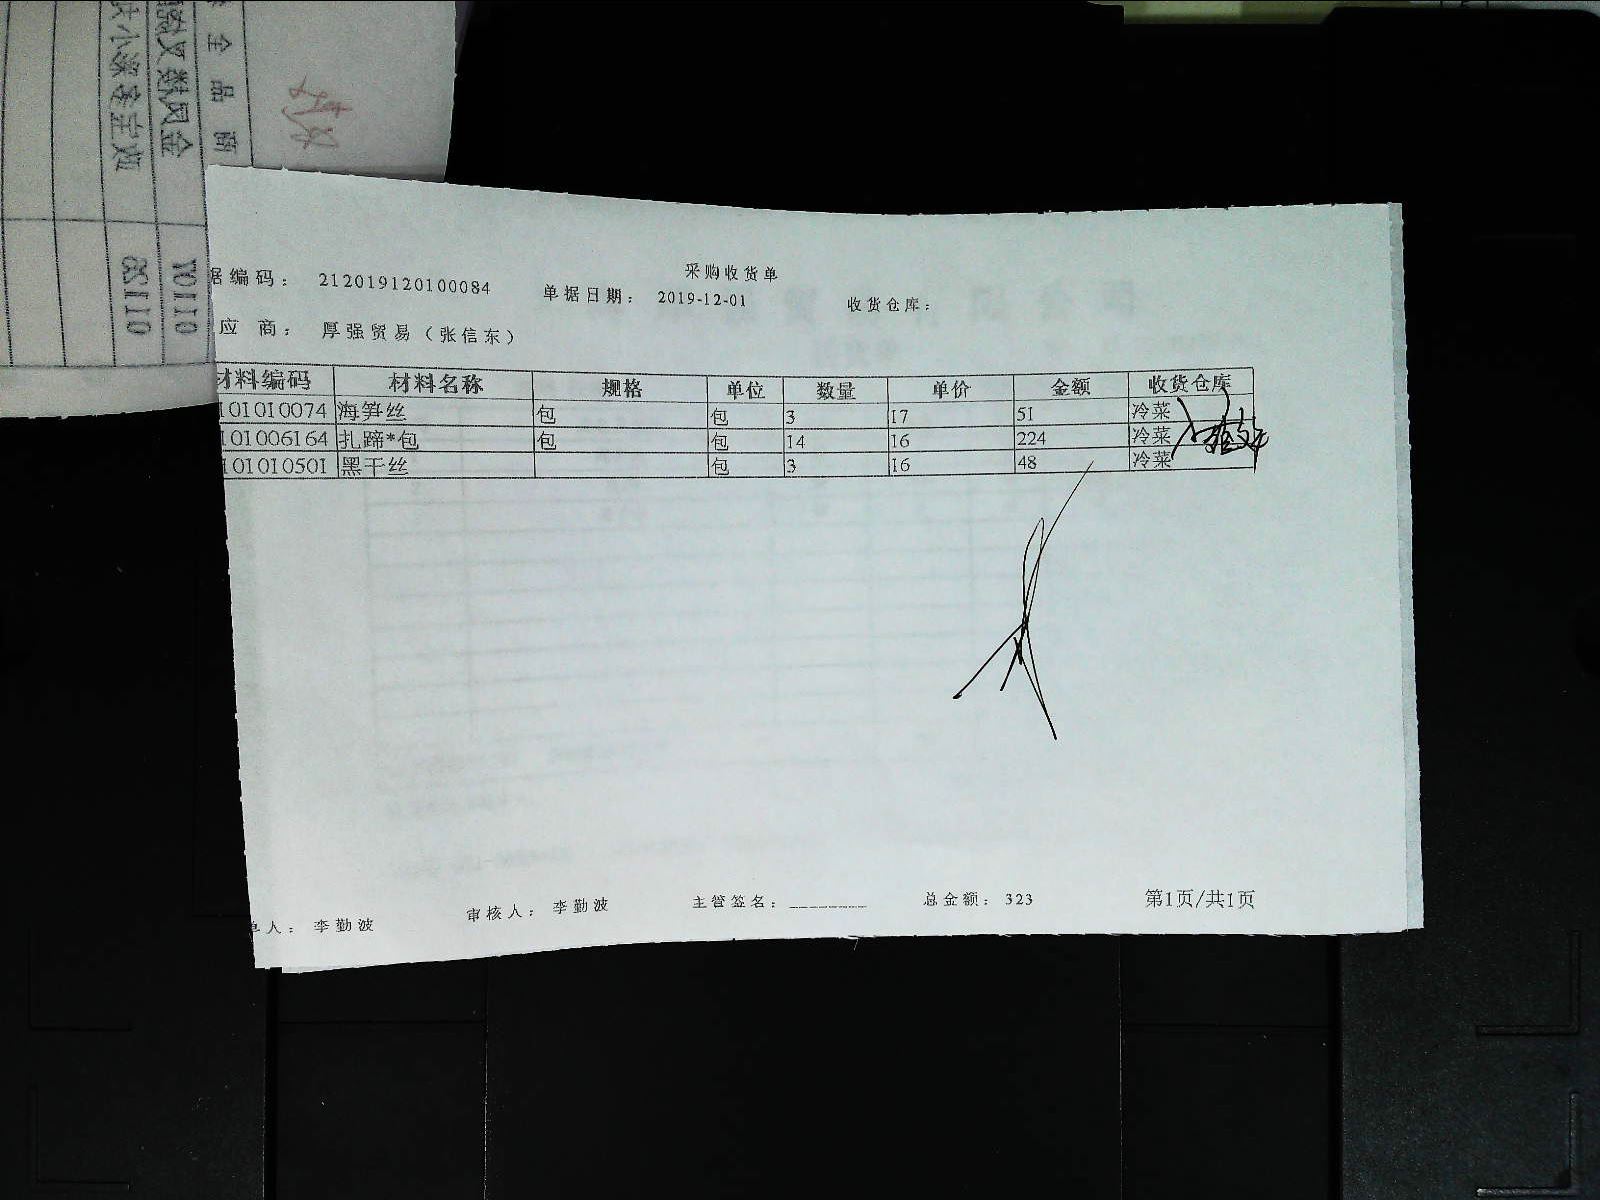 采购收货单
据编码： 212019120100084 单据日期： 2019-12-01 收货仓库：
应 商： 厚强贸易（张信东）
材料编码 材料名称 规格 单位 数量 单价 金额 收货仓库
101010074 海笋丝 包 包 3 17 51 冷菜
101006164 扎蹄*包 包 包 14 16 224 冷菜
101010501 黑干丝 包 3 16 48 冷菜
单人： 李勤波 审核人： 李勤波 主管签名： ________ 总金额： 323 第1页/共1页